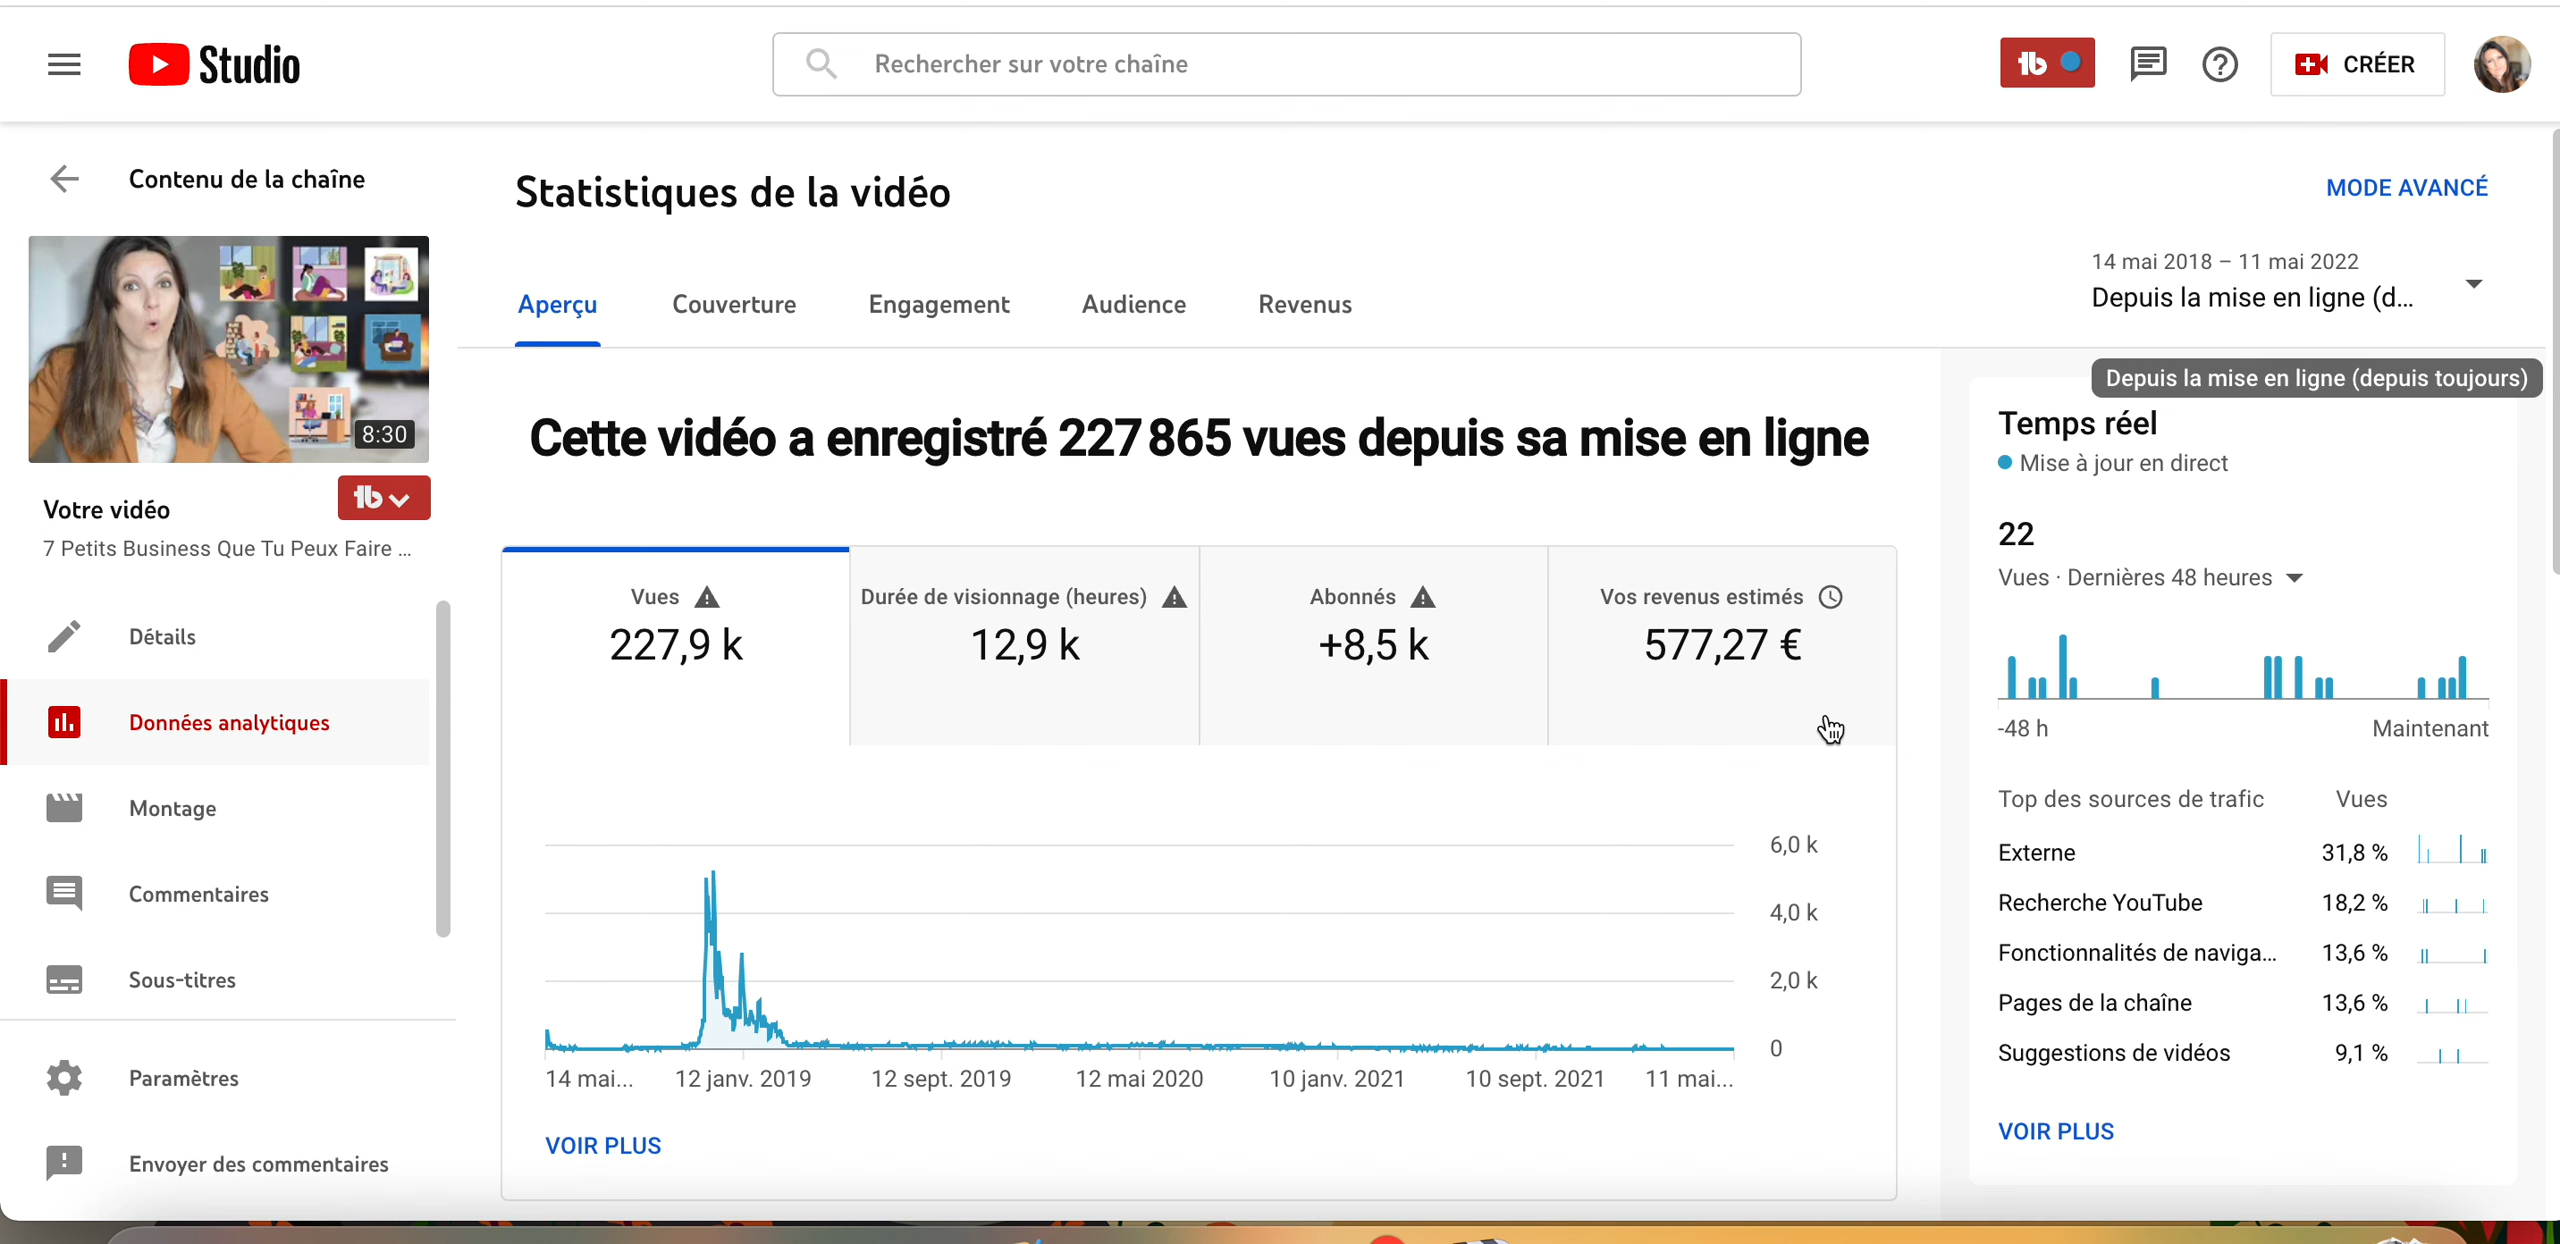 Studio
Rechercher sur votre chaîne
CRÉER
Contenu de la chaîne
8:30
Votre vidéo
7 Petits Business Que Tu Peux Faire ...
Détails
Données analytiques
Montage
Commentaires
Sous-titres
Paramètres
Envoyer des commentaires
Statistiques de la vidéo
MODE AVANCÉ
14 mai 2018 – 11 mai 2022
Depuis la mise en ligne (d...
Aperçu
Couverture
Engagement
Audience
Revenus
Depuis la mise en ligne (depuis toujours)
Cette vidéo a enregistré 227 865 vues depuis sa mise en ligne
Vues
227,9 k
Durée de visionnage (heures)
12,9 k
Abonnés
+8,5 k
Vos revenus estimés
577,27 €
6,0 k
4,0 k
2,0 k
0
14 mai... 12 janv. 2019 12 sept. 2019 12 mai 2020 10 janv. 2021 10 sept. 2021 11 mai...
VOIR PLUS
Temps réel
Mise à jour en direct
22
Vues · Dernières 48 heures
-48 h Maintenant
Top des sources de trafic Vues
Externe 31,8 %
Recherche YouTube 18,2 %
Fonctionnalités de naviga... 13,6 %
Pages de la chaîne 13,6 %
Suggestions de vidéos 9,1 %
VOIR PLUS